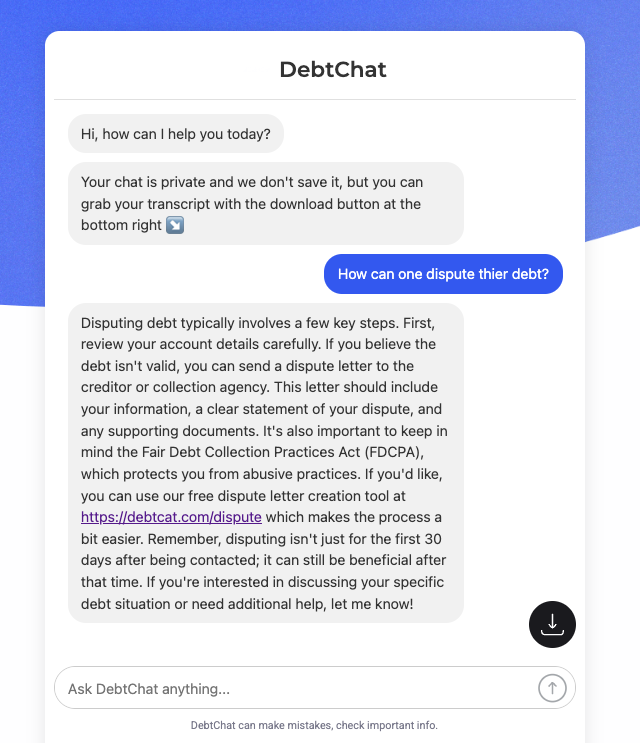 DebtChat
Hi, how can I help you today?
Your chat is private and we don't save it, but you can
grab your transcript with the download button at the
bottom right ↘️
How can one dispute thier debt?
Disputing debt typically involves a few key steps. First,
review your account details carefully. If you believe the
debt isn't valid, you can send a dispute letter to the
creditor or collection agency. This letter should include
your information, a clear statement of your dispute, and
any supporting documents. It's also important to keep in
mind the Fair Debt Collection Practices Act (FDCPA),
which protects you from abusive practices. If you'd like,
you can use our free dispute letter creation tool at
https://debtcat.com/dispute which makes the process a
bit easier. Remember, disputing isn't just for the first 30
days after being contacted; it can still be beneficial after
that time. If you're interested in discussing your specific
debt situation or need additional help, let me know!
Ask DebtChat anything...
DebtChat can make mistakes, check important info.